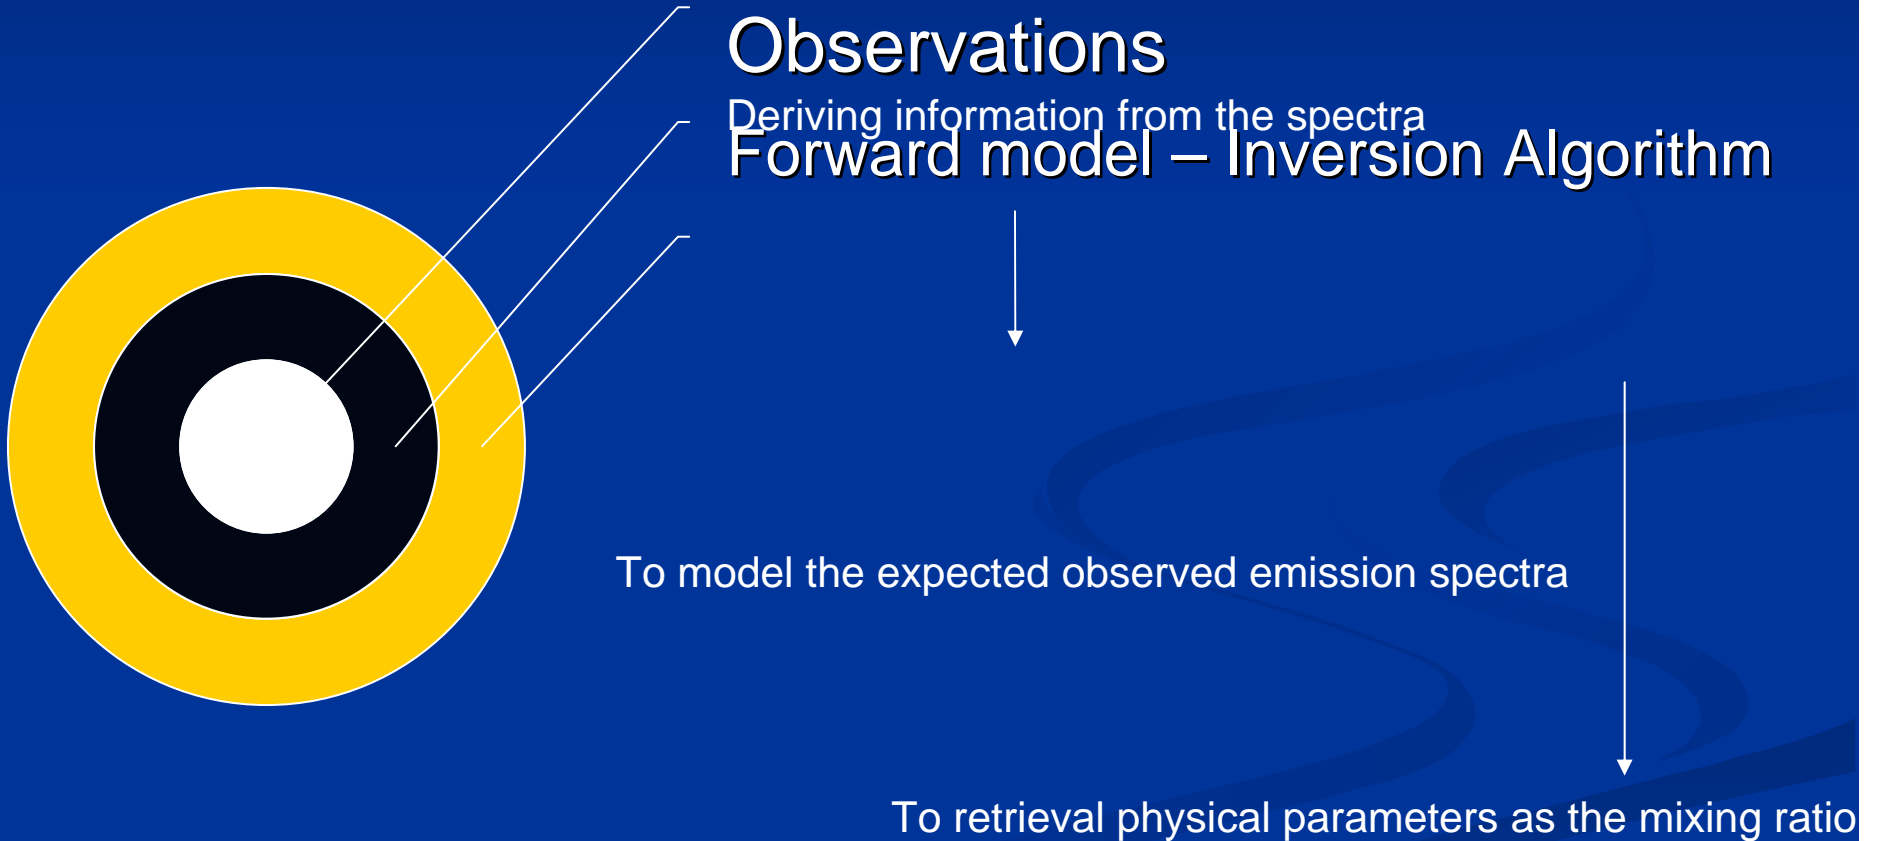 Observations
Deriving information from the spectra
Forward model – Inversion Algorithm
To model the expected observed emission spectra
To retrieval physical parameters as the mixing ratio